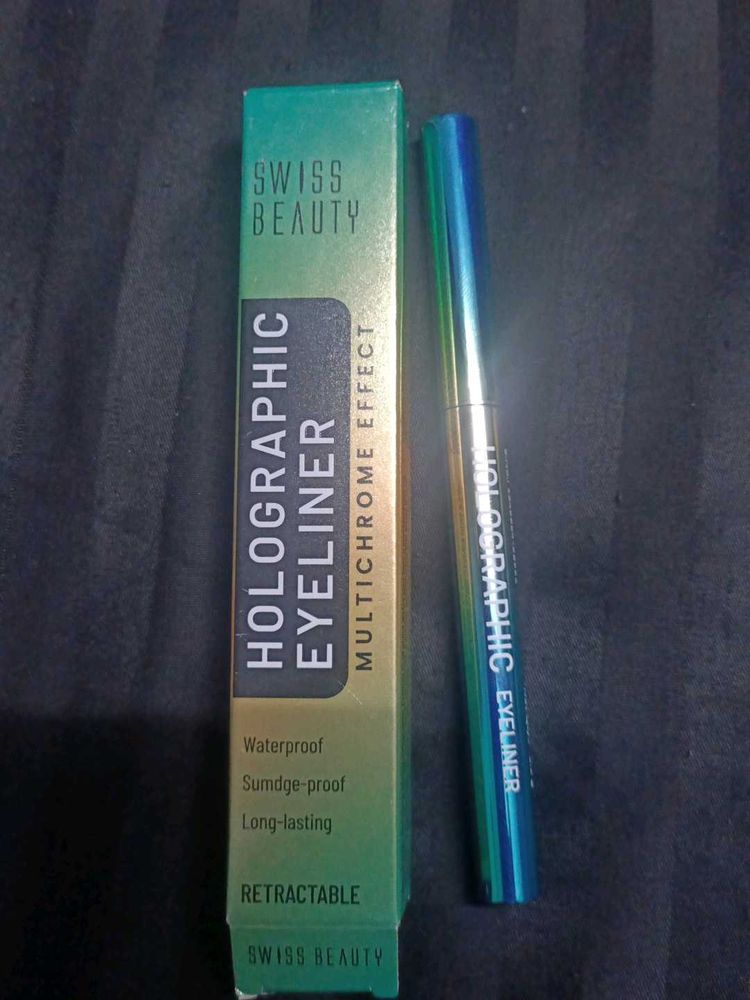 SWISS
BEAUTY
HOLOGRAPHIC
EYELINER
MULTICHROME EFFECT
Waterproof
Sumdge-proof
Long-lasting
RETRACTABLE
SWISS BEAUTY
HOLOGRAPHIC EYELINER